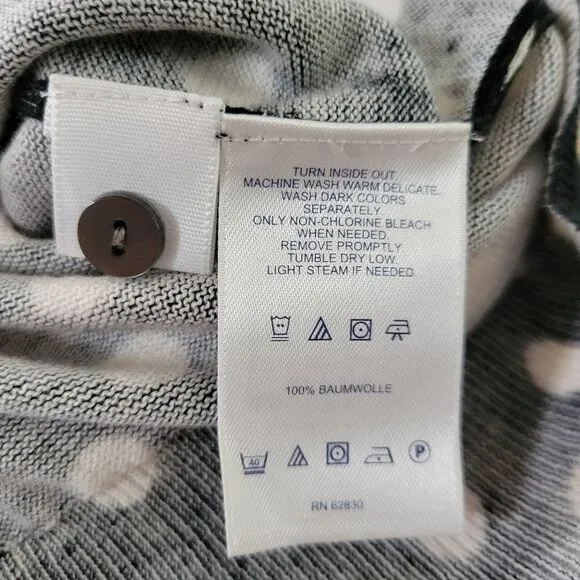 TURN INSIDE OUT
MACHINE WASH WARM DELICATE.
WASH DARK COLORS
SEPARATELY
ONLY NON-CHLORINE BLEACH
WHEN NEEDED.
REMOVE PROMPTLY.
TUMBLE DRY LOW.
LIGHT STEAM IF NEEDED
100% BAUMWOLLE
40 P
RN 62830